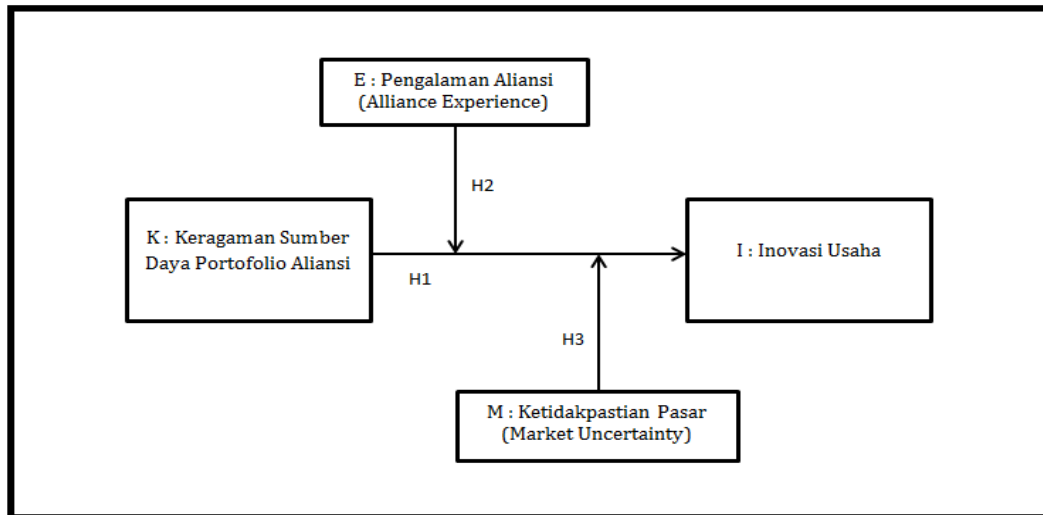 E : Pengalaman Aliansi
(Alliance Experience)
H2
K : Keragaman Sumber
Daya Portofolio Aliansi
I : Inovasi Usaha
H1
H3
M : Ketidakpastian Pasar
(Market Uncertainty)